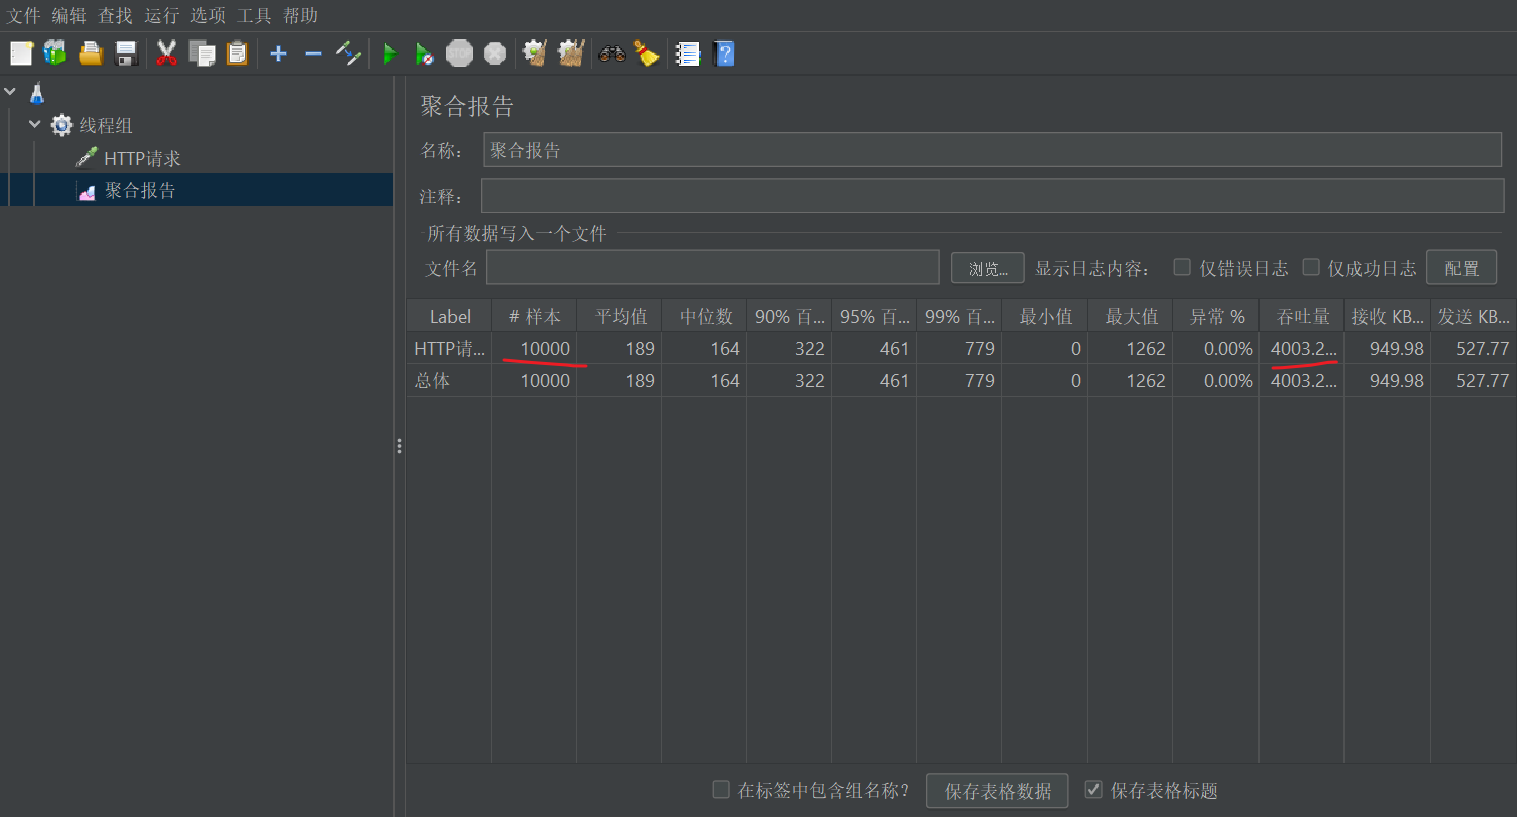 文件 编辑 查找 运行 选项 工具 帮助
STOP
线程组
HTTP请求
聚合报告
聚合报告
名称： 聚合报告
注释：
所有数据写入一个文件
文件名 浏览... 显示日志内容： 仅错误日志 仅成功日志 配置
Label # 样本 平均值 中位数 90% 百... 95% 百... 99% 百... 最小值 最大值 异常 % 吞吐量 接收 KB... 发送 KB...
HTTP请... 10000 189 164 322 461 779 0 1262 0.00% 4003.2... 949.98 527.77
总体 10000 189 164 322 461 779 0 1262 0.00% 4003.2... 949.98 527.77
在标签中包含组名称？ 保存表格数据 保存表格标题